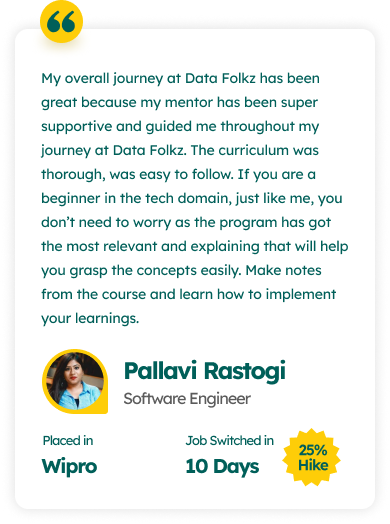 “
My overall journey at Data Folkz has been
great because my mentor has been super
supportive and guided me throughout my
journey at Data Folkz. The curriculum was
thorough, was easy to follow. If you are a
beginner in the tech domain, just like me, you
don’t need to worry as the program has got
the most relevant and explaining that will help
you grasp the concepts easily. Make notes
from the course and learn how to implement
your learnings.
Pallavi Rastogi
Software Engineer
Placed in
Wipro
Job Switched in
10 Days
25%
Hike